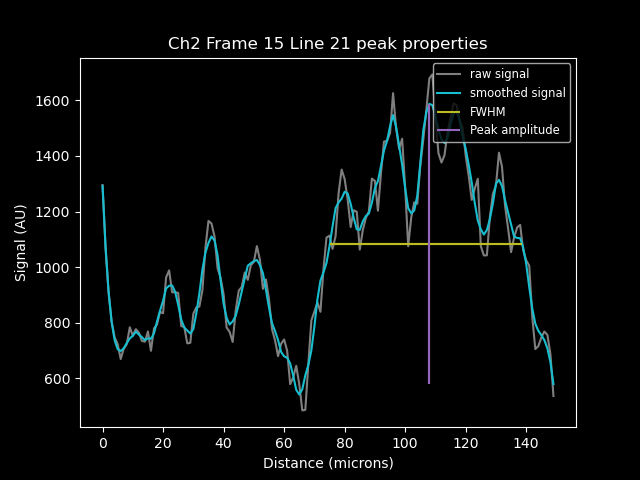 Ch2 Frame 15 Line 21 peak properties
raw signal
smoothed signal
FWHM
Peak amplitude
Signal (AU)
1600
1400
1200
1000
800
600
0 20 40 60 80 100 120 140
Distance (microns)